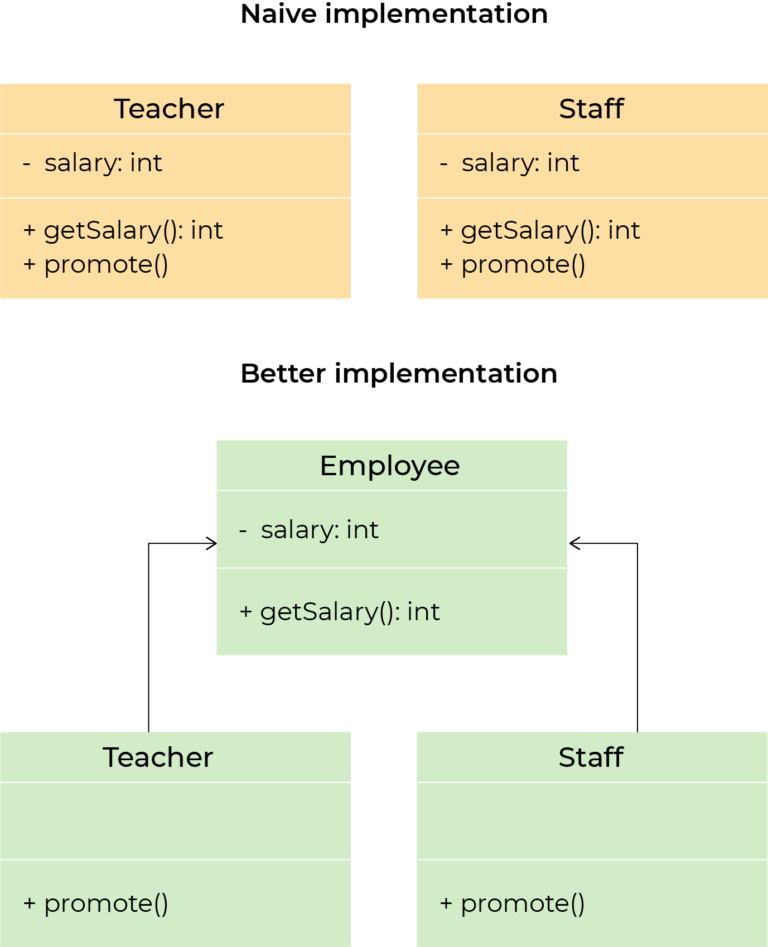 Naive implementation
Teacher
- salary: int
+ getSalary(): int
+ promote()
Staff
- salary: int
+ getSalary(): int
+ promote()
Better implementation
Employee
- salary: int
+ getSalary(): int
Teacher
+ promote()
Staff
+ promote()